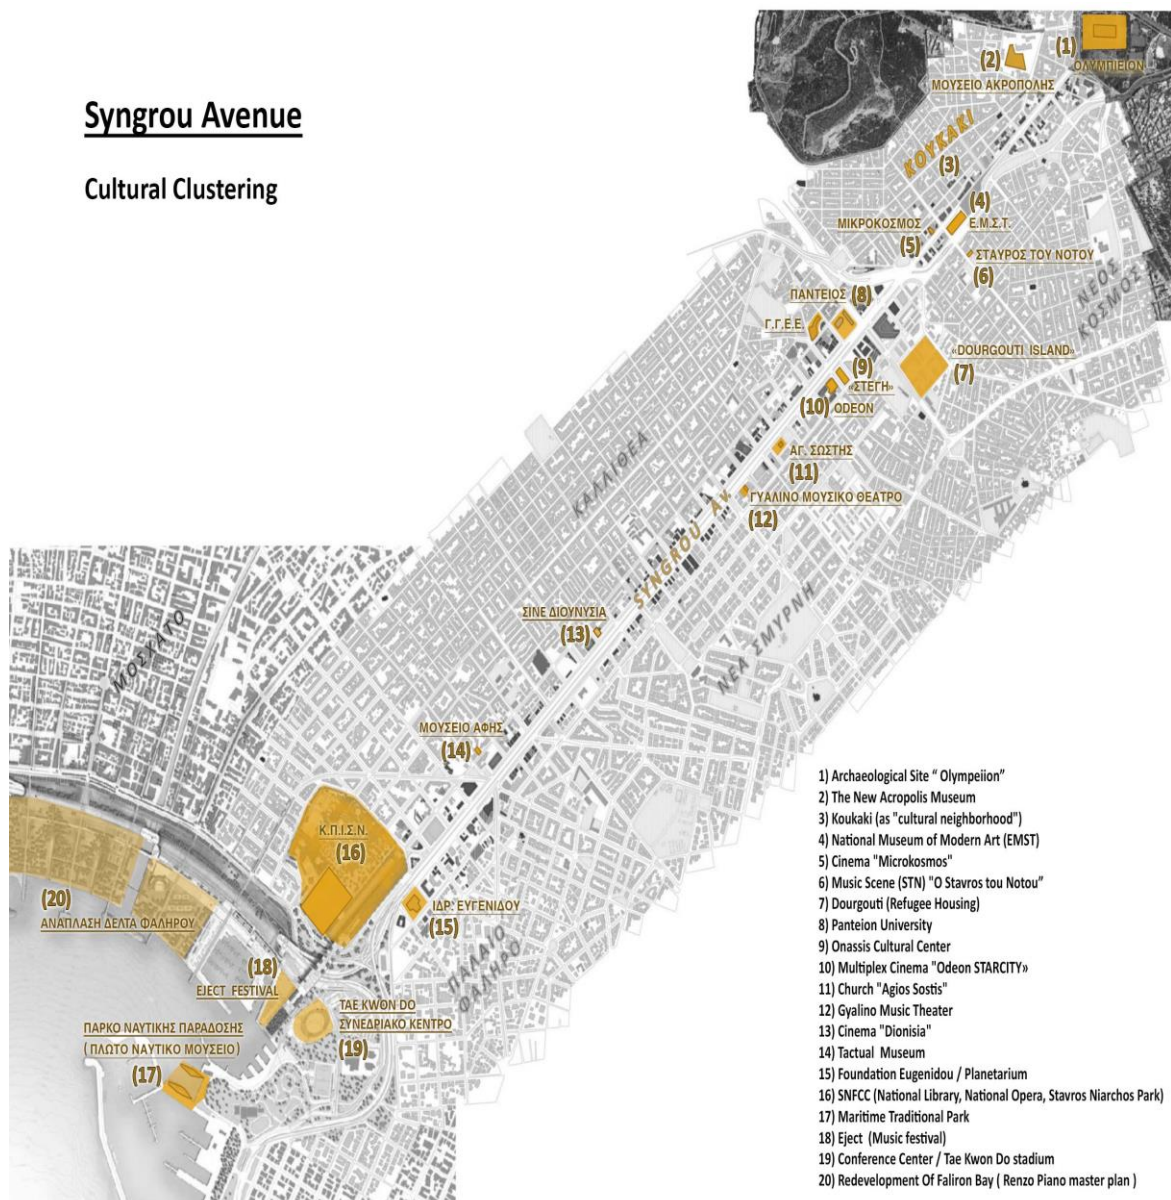 Syngrou Avenue
Cultural Clustering
(1)
ΟΛΥΜΠΙΕΙΟΝ
(2)
ΜΟΥΣΕΙΟ ΑΚΡΟΠΟΛΗΣ
ΚΟΥΚΑΚΙ
(3)
(4)
Ε.Μ.Σ.Τ.
ΜΙΚΡΟΚΟΣΜΟΣ
(5)
ΣΤΑΥΡΟΣ ΤΟΥ ΝΟΤΟΥ
(6)
ΝΕΟΣ
ΚΟΣΜΟΣ
ΠΑΝΤΕΙΟΣ (8)
Γ.Γ.Ε.Ε.
«DOURGOUTI ISLAND»
(7)
(9)
«ΣΤΕΓΗ»
(10) ODEON
ΑΓ. ΣΩΣΤΗΣ
(11)
ΓΥΑΛΙΝΟ ΜΟΥΣΙΚΟ ΘΕΑΤΡΟ
(12)
ΚΑΛΛΙΘΕΑ
SYNGROU Av.
ΝΕΑ ΣΜΥΡΝΗ
ΜΟΣΧΑΤΟ
ΣΙΝΕ ΔΙΟΥΝΥΣΙΑ
(13)
ΜΟΥΣΕΙΟ ΑΦΗΣ
(14)
Κ.Π.Ι.Σ.Ν.
(16)
ΙΔΡ. ΕΥΓΕΝΙΔΟΥ
(15)
ΠΑΛΑΙΟ
ΦΑΛΗΡΟ
(20)
ΑΝΑΠΛΑΣΗ ΔΕΛΤΑ ΦΑΛΗΡΟΥ
(18)
EJECT FESTIVAL
TAE KWON DO
ΣΥΝΕΔΡΙΑΚΟ ΚΕΝΤΡΟ
(19)
ΠΑΡΚΟ ΝΑΥΤΙΚΗΣ ΠΑΡΑΔΟΣΗΣ
( ΠΛΩΤΟ ΝΑΥΤΙΚΟ ΜΟΥΣΕΙΟ )
(17)
1) Archaeological Site “ Olympeiion”
2) The New Acropolis Museum
3) Koukaki (as "cultural neighborhood")
4) National Museum of Modern Art (EMST)
5) Cinema "Microkosmos"
6) Music Scene (STN) "O Stavros tou Notou”
7) Dourgouti (Refugee Housing)
8) Panteion University
9) Onassis Cultural Center
10) Multiplex Cinema "Odeon STARCITY»
11) Church "Agios Sostis"
12) Gyalino Music Theater
13) Cinema "Dionisia"
14) Tactual Museum
15) Foundation Eugenidou / Planetarium
16) SNFCC (National Library, National Opera, Stavros Niarchos Park)
17) Maritime Traditional Park
18) Eject (Music festival)
19) Conference Center / Tae Kwon Do stadium
20) Redevelopment Of Faliron Bay ( Renzo Piano master plan )